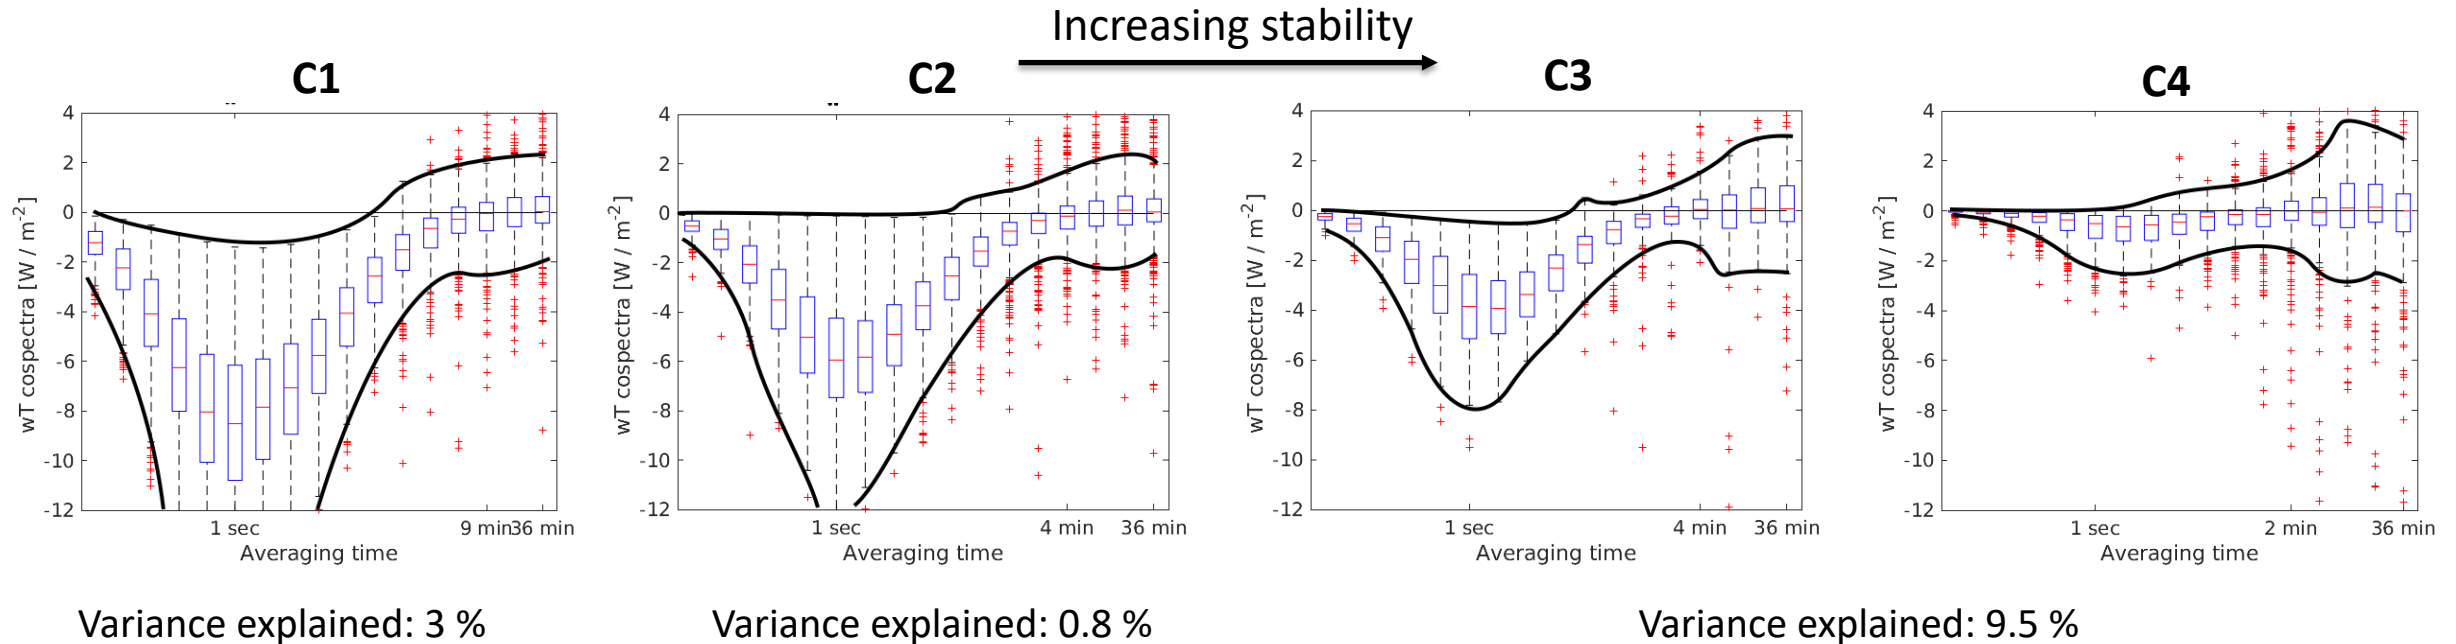 Increasing stability
C1
C2
C3
C4
4
2
0
-2
-4
-6
-8
-10
-12
wT cospectra [W / m-2]
1 sec
9 min
36 min
Averaging time
4
2
0
-2
-4
-6
-8
-10
-12
wT cospectra [W / m-2]
1 sec
4 min
36 min
Averaging time
4
2
0
-2
-4
-6
-8
-10
-12
wT cospectra [W / m-2]
1 sec
4 min
36 min
Averaging time
4
2
0
-2
-4
-6
-8
-10
-12
wT cospectra [W / m-2]
1 sec
2 min
36 min
Averaging time
Variance explained: 3 %
Variance explained: 0.8 %
Variance explained: 9.5 %